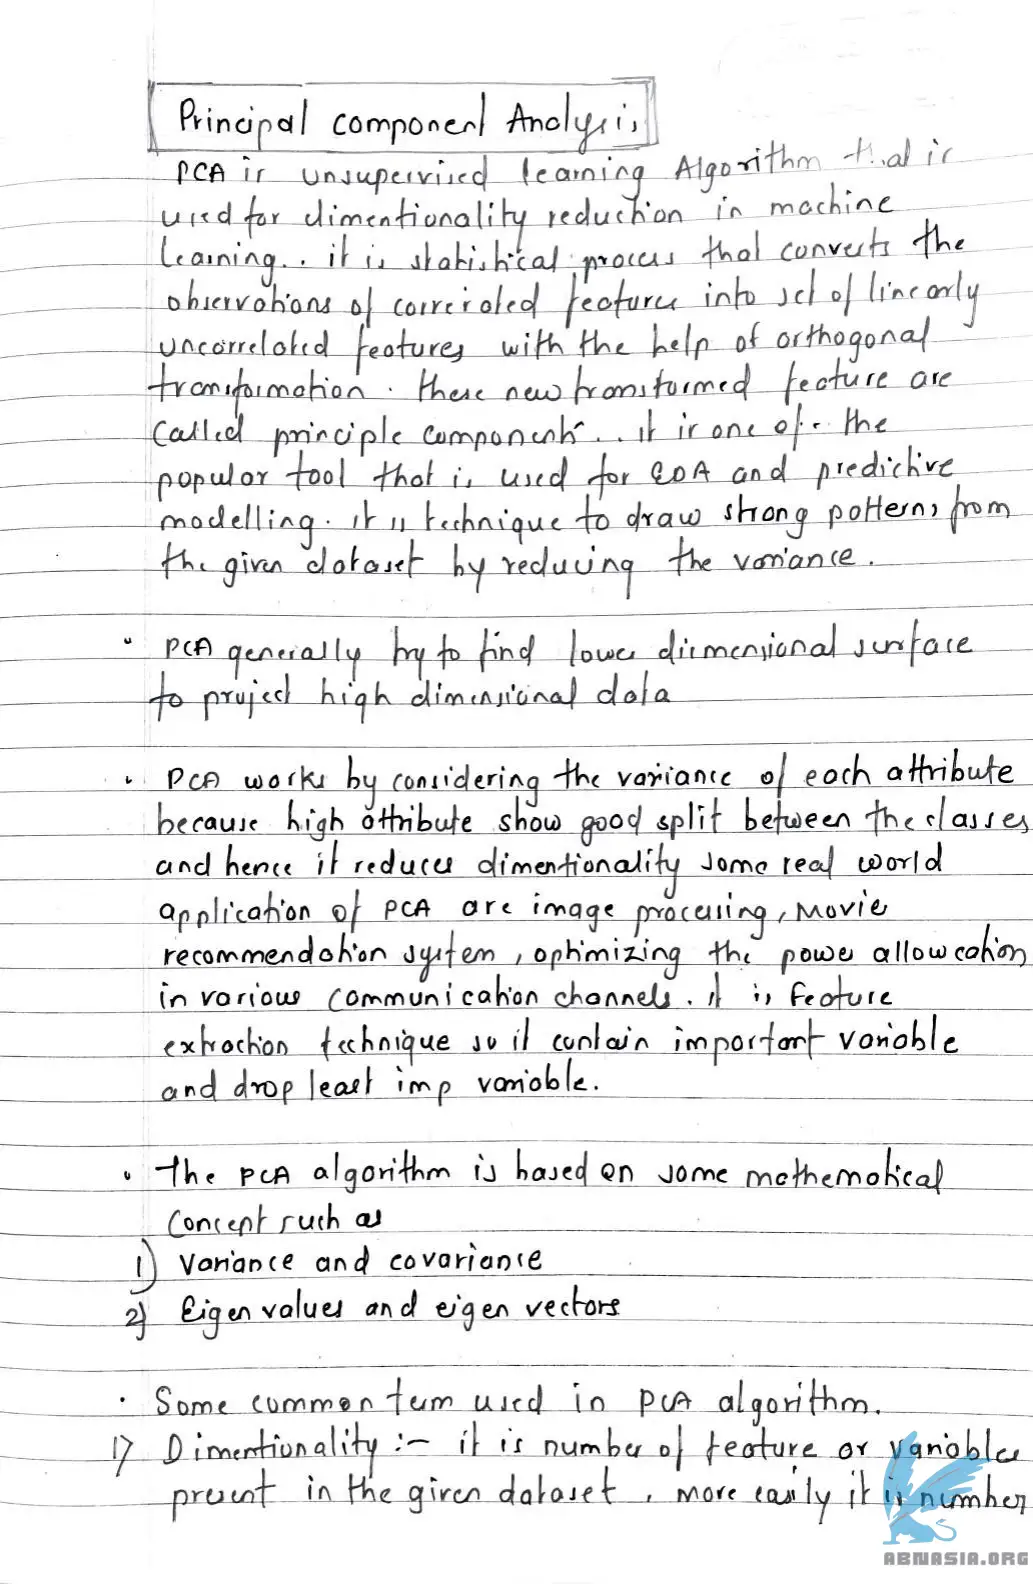 Principal component Analysis
PCA is unsupervised learning Algorithm that is
used for dimentionality reduction in machine
learning.. it is statistical process that converts the
observations of correrated features into set of linearly
uncorrelated features with the help of orthogonal
transformation. these new transformed feature are
called principle components.. it is one of the
popular tool that is used for EDA and predictive
modelling. it is technique to draw strong patterns from
the given dataset by reducing the variance.
• PCA generally try to find lower diimensional surface
to project high dimensional data
• PCA works by considering the variance of each attribute
because high attribute show good split between the classes
and hence it reduces dimentionality some real world
application of PCA are image processing, Movie
recommendation system, ophimizing the power allowcation
in various communication channels. it is feature
extraction technique so it contain important variable
and drop least imp variable.
• The PCA algorithm is based on some mathematical
concept such as
1) Variance and covariance
2) Eigen values and eigen vectors
• Some common term used in PCA algorithm.
1) Dimentionality :- it is number of feature or variables
present in the given dataset. more easily it is number
ABNASIA.ORG